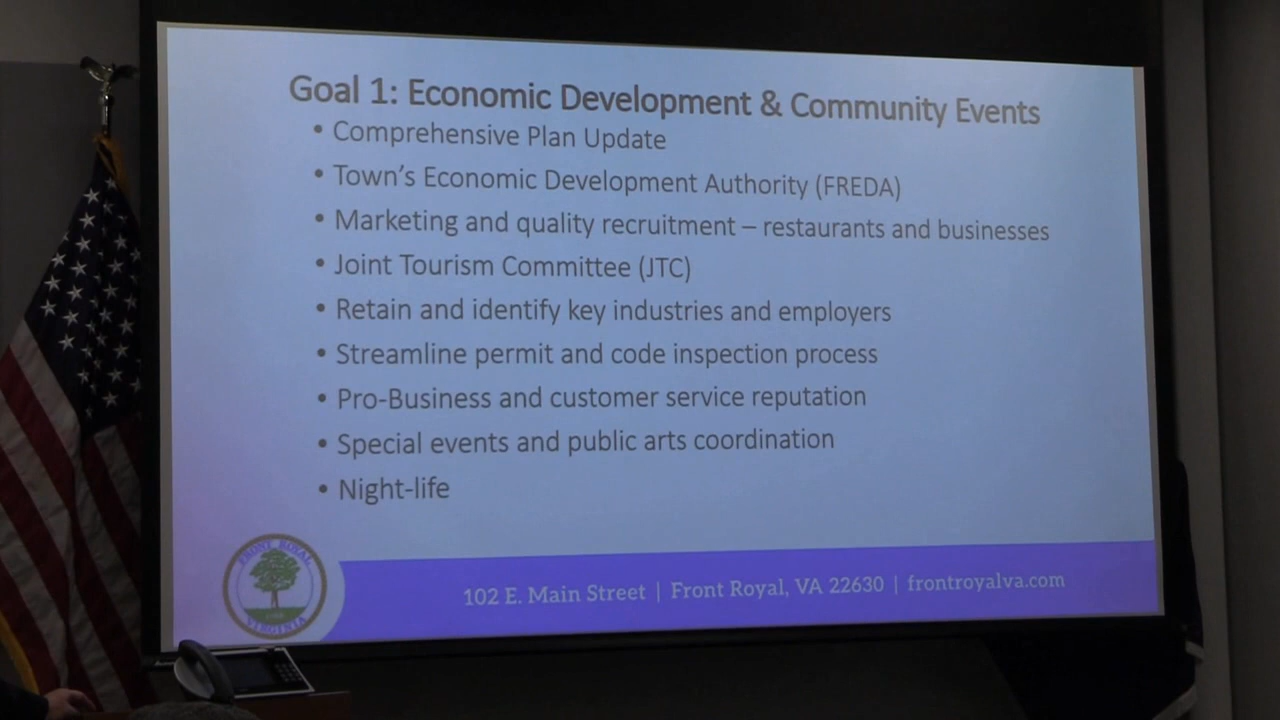 Goal 1: Economic Development & Community Events
• Comprehensive Plan Update
• Town's Economic Development Authority (FREDA)
• Marketing and quality recruitment – restaurants and businesses
• Joint Tourism Committee (JTC)
• Retain and identify key industries and employers
• Streamline permit and code inspection process
• Pro-Business and customer service reputation
• Special events and public arts coordination
• Night-life
FRONT ROYAL
VIRGINIA
102 E. Main Street | Front Royal, VA 22630 | frontroyalva.com